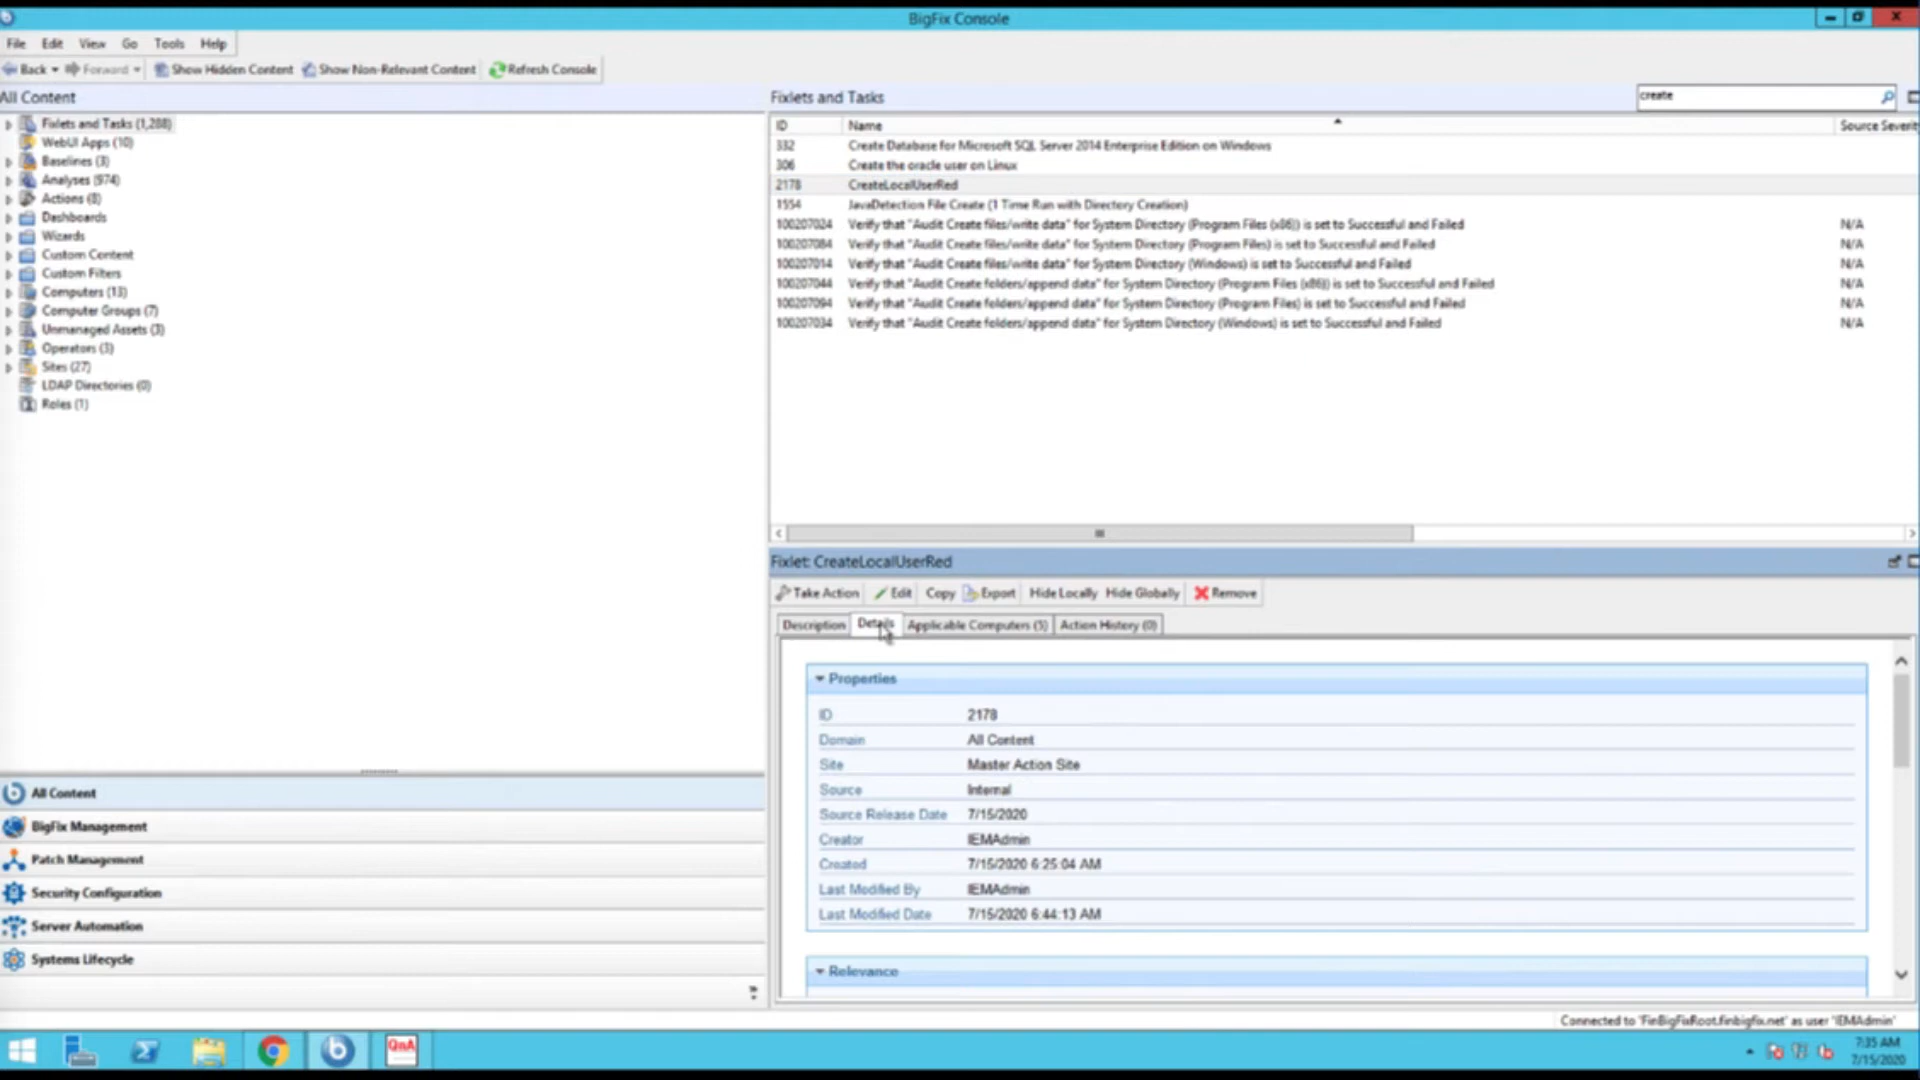 BigFix Console
File Edit View Go Tools Help
Back Forward Show Hidden Content Show Non-Relevant Content Refresh Console
All Content
Fixlets and Tasks (1,288)
WebUI Apps (10)
Baselines (3)
Analyses (974)
Actions (8)
Dashboards
Wizards
Custom Content
Custom Filters
Computers (13)
Computer Groups (7)
Unmanaged Assets (3)
Operators (3)
Sites (27)
LDAP Directories (0)
Roles (1)
All Content
BigFix Management
Patch Management
Security Configuration
Server Automation
Systems Lifecycle
Fixlets and Tasks
create
ID Name Source Severit
332 Create Database for Microsoft SQL Server 2014 Enterprise Edition on Windows
306 Create the oracle user on Linux
2178 CreateLocalUserRed
1554 JavaDetection File Create (1 Time Run with Directory Creation)
100207024 Verify that "Audit Create files/write data" for System Directory (Program Files (x86)) is set to Successful and Failed N/A
100207084 Verify that "Audit Create files/write data" for System Directory (Program Files) is set to Successful and Failed N/A
100207014 Verify that "Audit Create files/write data" for System Directory (Windows) is set to Successful and Failed N/A
100207044 Verify that "Audit Create folders/append data" for System Directory (Program Files (x86)) is set to Successful and Failed N/A
100207094 Verify that "Audit Create folders/append data" for System Directory (Program Files) is set to Successful and Failed N/A
100207034 Verify that "Audit Create folders/append data" for System Directory (Windows) is set to Successful and Failed N/A
Fixlet: CreateLocalUserRed
Take Action Edit Copy Export Hide Locally Hide Globally Remove
Description Details Applicable Computers (5) Action History (0)
Properties
ID 2178
Domain All Content
Site Master Action Site
Source Internal
Source Release Date 7/15/2020
Creator IEMAdmin
Created 7/15/2020 6:25:04 AM
Last Modified By IEMAdmin
Last Modified Date 7/15/2020 6:44:13 AM
Relevance
Connected to 'FinBigFixRoot.finbigfix.net' as user 'IEMAdmin'
QnA
7:35 AM
7/15/2020